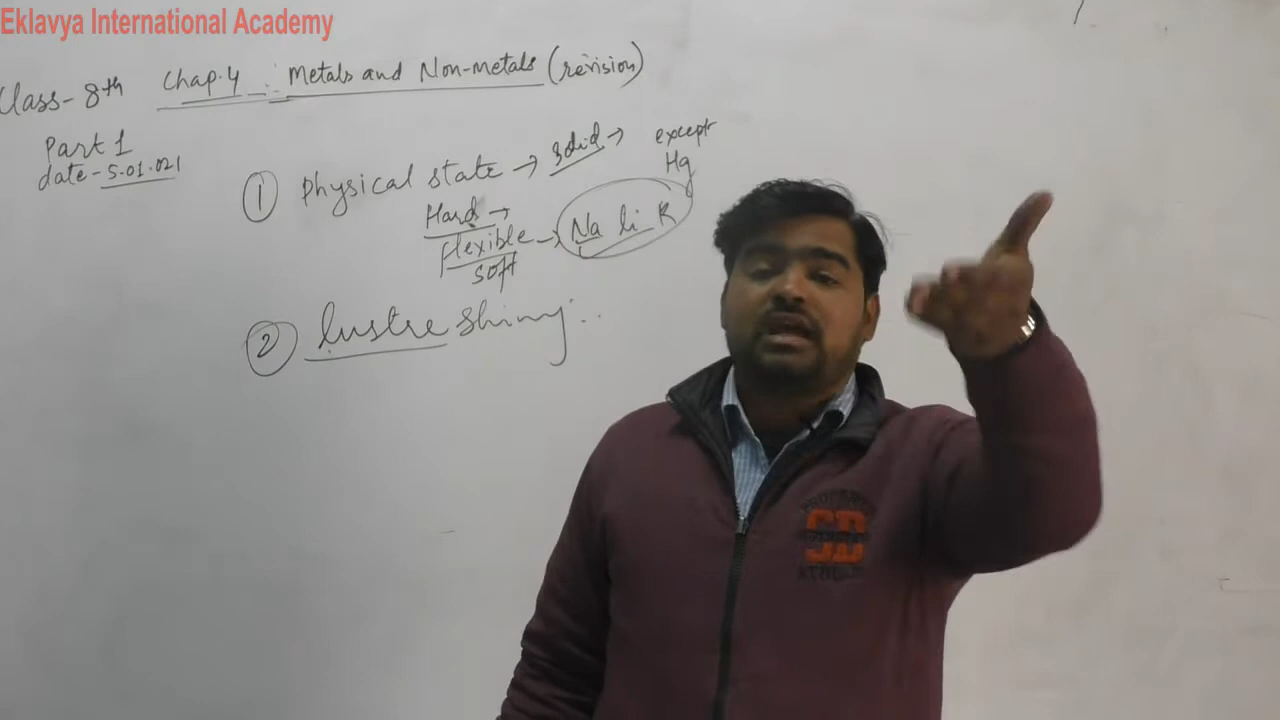 Eklavya International Academy
Class- 8th Chap. 4 :- Metals and Non-metals (revision)
Part 1
date - 5.01.021
① Physical state → solid → except
Hg
Hard →
flexible → Na li K
soft
② lustre shiny...
SD